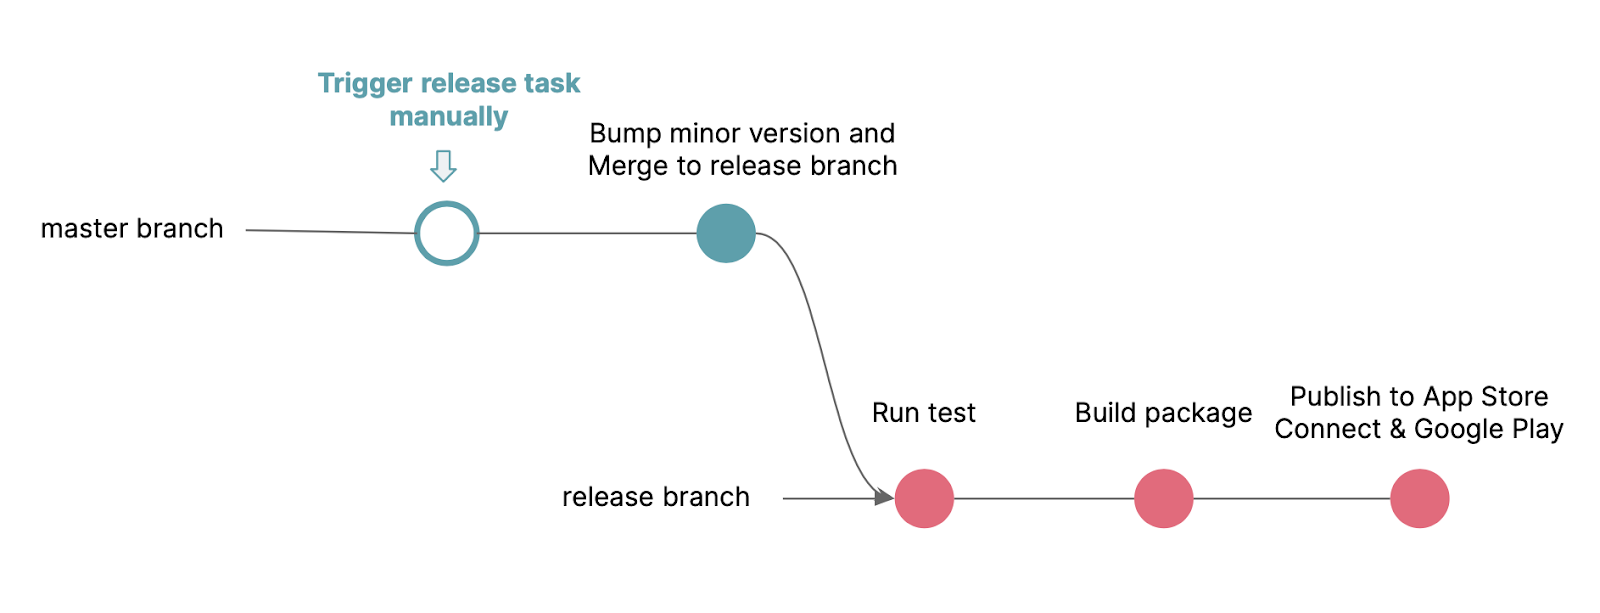 Trigger release task
manually
Bump minor version and
Merge to release branch
master branch
Run test
Build package
Publish to App Store
Connect & Google Play
release branch